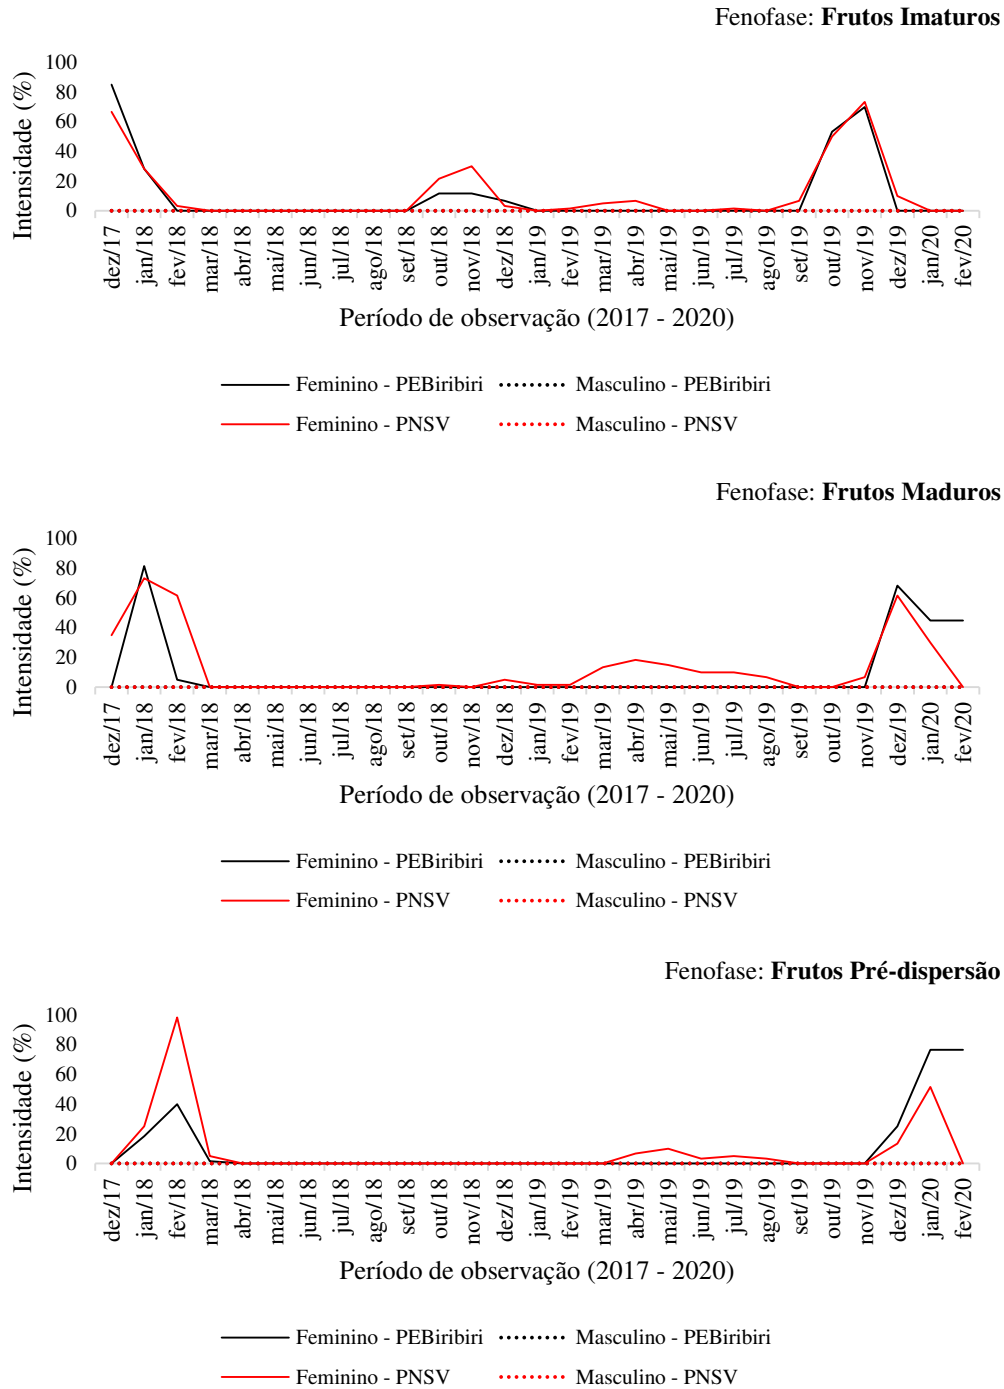 Fenofase: Frutos Imaturos
Intensidade (%)
100
80
60
40
20
0
dez/17 jan/18 fev/18 mar/18 abr/18 mai/18 jun/18 jul/18 ago/18 set/18 out/18 nov/18 dez/18 jan/19 fev/19 mar/19 abr/19 mai/19 jun/19 jul/19 ago/19 set/19 out/19 nov/19 dez/19 jan/20 fev/20
Período de observação (2017 - 2020)
Feminino - PEBiribiri Masculino - PEBiribiri
Feminino - PNSV Masculino - PNSV
Fenofase: Frutos Maduros
Intensidade (%)
100
80
60
40
20
0
dez/17 jan/18 fev/18 mar/18 abr/18 mai/18 jun/18 jul/18 ago/18 set/18 out/18 nov/18 dez/18 jan/19 fev/19 mar/19 abr/19 mai/19 jun/19 jul/19 ago/19 set/19 out/19 nov/19 dez/19 jan/20 fev/20
Período de observação (2017 - 2020)
Feminino - PEBiribiri Masculino - PEBiribiri
Feminino - PNSV Masculino - PNSV
Fenofase: Frutos Pré-dispersão
Intensidade (%)
100
80
60
40
20
0
dez/17 jan/18 fev/18 mar/18 abr/18 mai/18 jun/18 jul/18 ago/18 set/18 out/18 nov/18 dez/18 jan/19 fev/19 mar/19 abr/19 mai/19 jun/19 jul/19 ago/19 set/19 out/19 nov/19 dez/19 jan/20 fev/20
Período de observação (2017 - 2020)
Feminino - PEBiribiri Masculino - PEBiribiri
Feminino - PNSV Masculino - PNSV